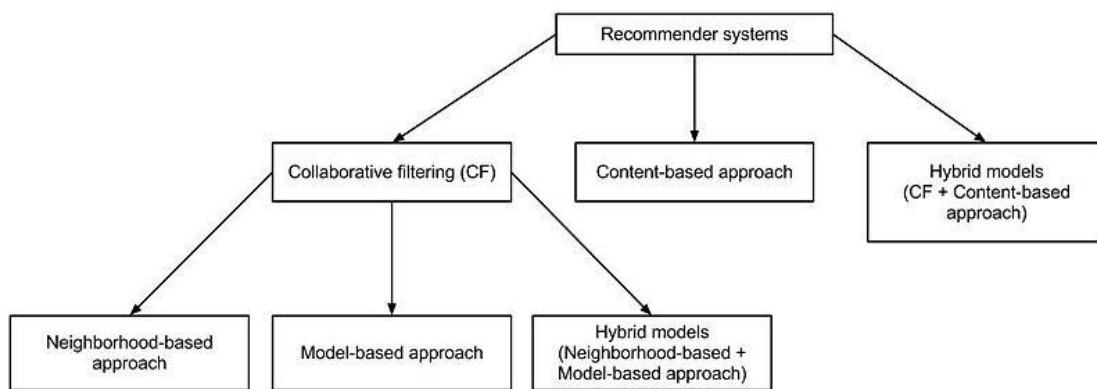 Recommender systems
Collaborative filtering (CF)
Content-based approach
Hybrid models
(CF + Content-based
approach)
Neighborhood-based
approach
Model-based approach
Hybrid models
(Neighborhood-based +
Model-based approach)